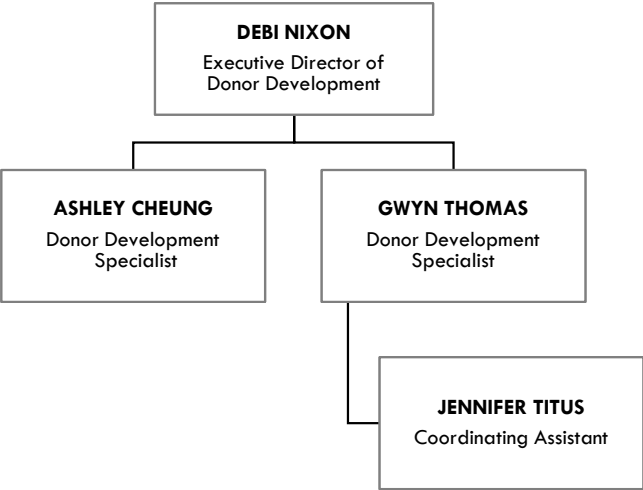 DEBI NIXON
Executive Director of
Donor Development
ASHLEY CHEUNG
Donor Development
Specialist
GWYN THOMAS
Donor Development
Specialist
JENNIFER TITUS
Coordinating Assistant